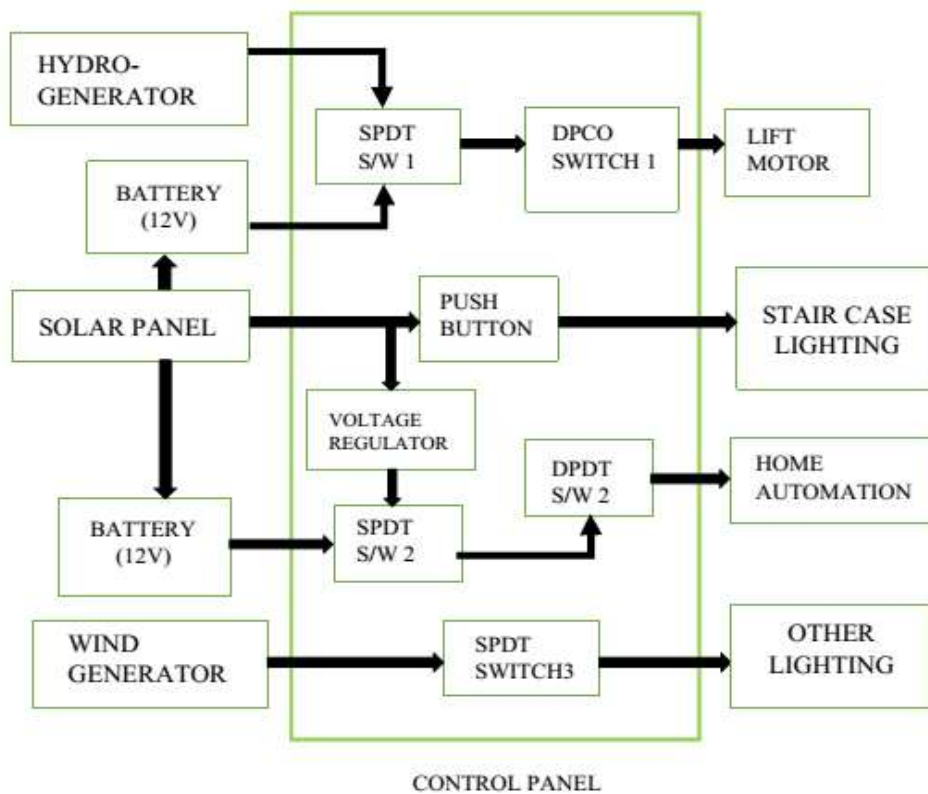 HYDRO-
GENERATOR
SPDT
S/W 1
DPCO
SWITCH 1
LIFT
MOTOR
BATTERY
(12V)
SOLAR PANEL
PUSH
BUTTON
STAIR CASE
LIGHTING
VOLTAGE
REGULATOR
DPDT
S/W 2
HOME
AUTOMATION
BATTERY
(12V)
SPDT
S/W 2
WIND
GENERATOR
SPDT
SWITCH3
OTHER
LIGHTING
CONTROL PANEL